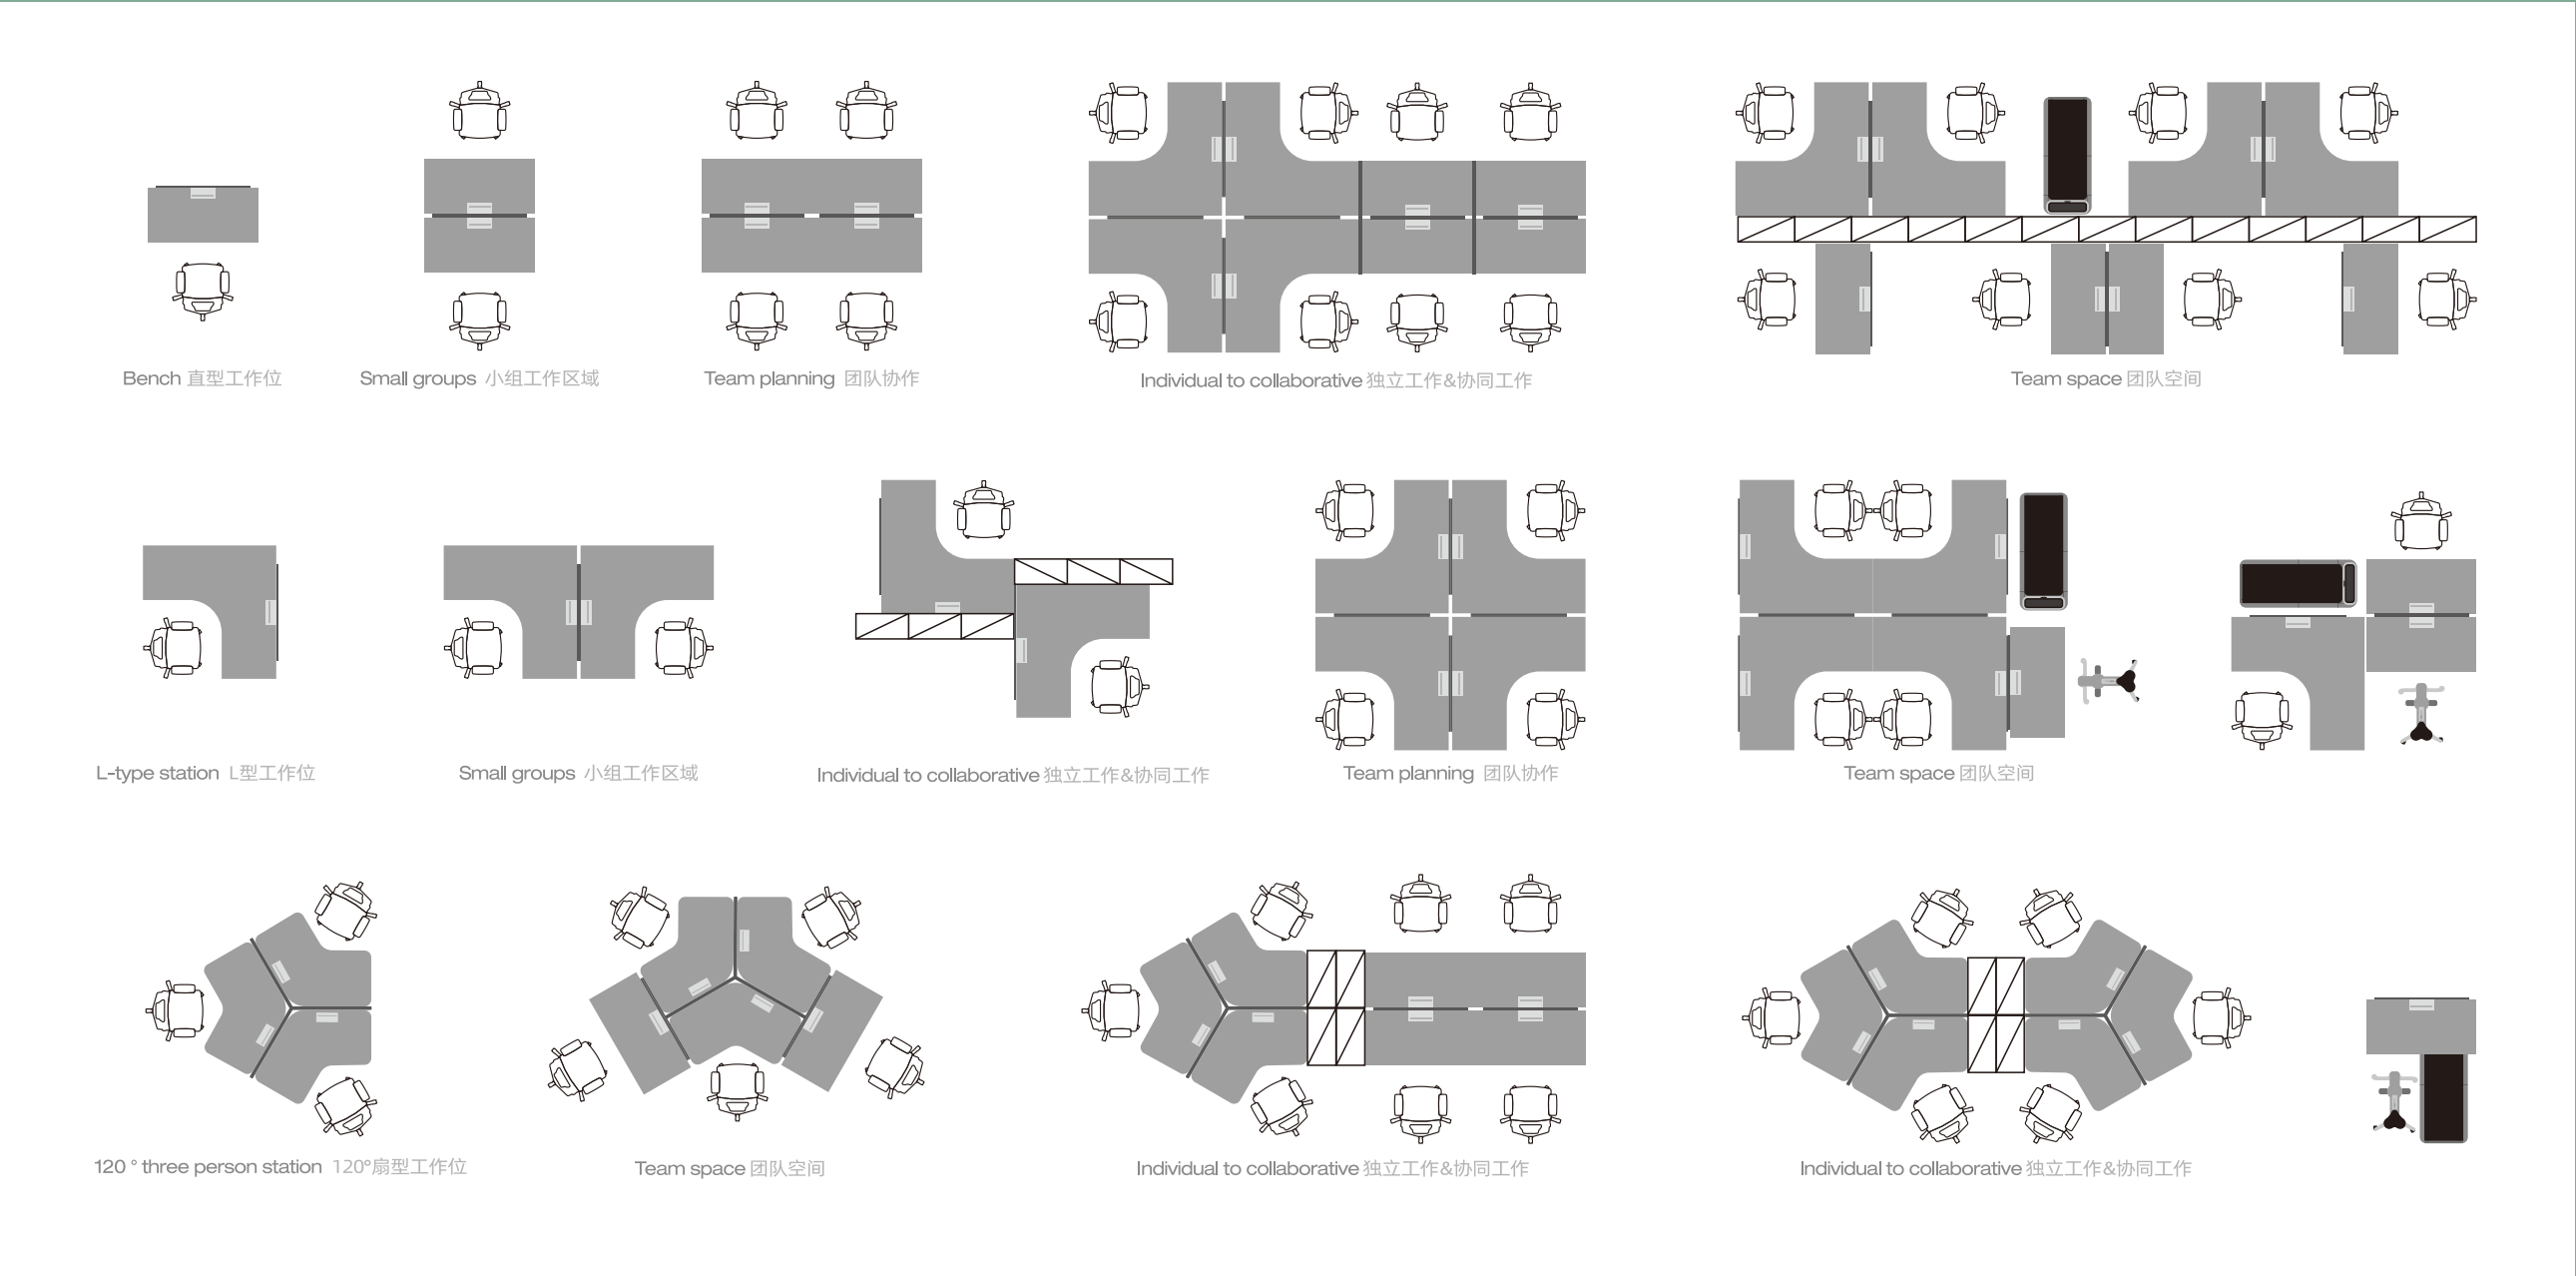 Bench 直型工作位
Small groups 小组工作区域
Team planning 团队协作
Individual to collaborative 独立工作&协同工作
Team space 团队空间
L-type station L型工作位
Small groups 小组工作区域
Individual to collaborative 独立工作&协同工作
Team planning 团队协作
Team space 团队空间
120 ° three person station 120°扇型工作位
Team space 团队空间
Individual to collaborative 独立工作&协同工作
Individual to collaborative 独立工作&协同工作